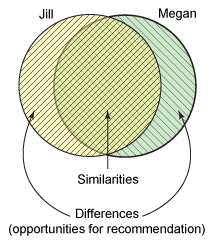 Jill
Megan
Similarities
Differences
(opportunities for recommendation)